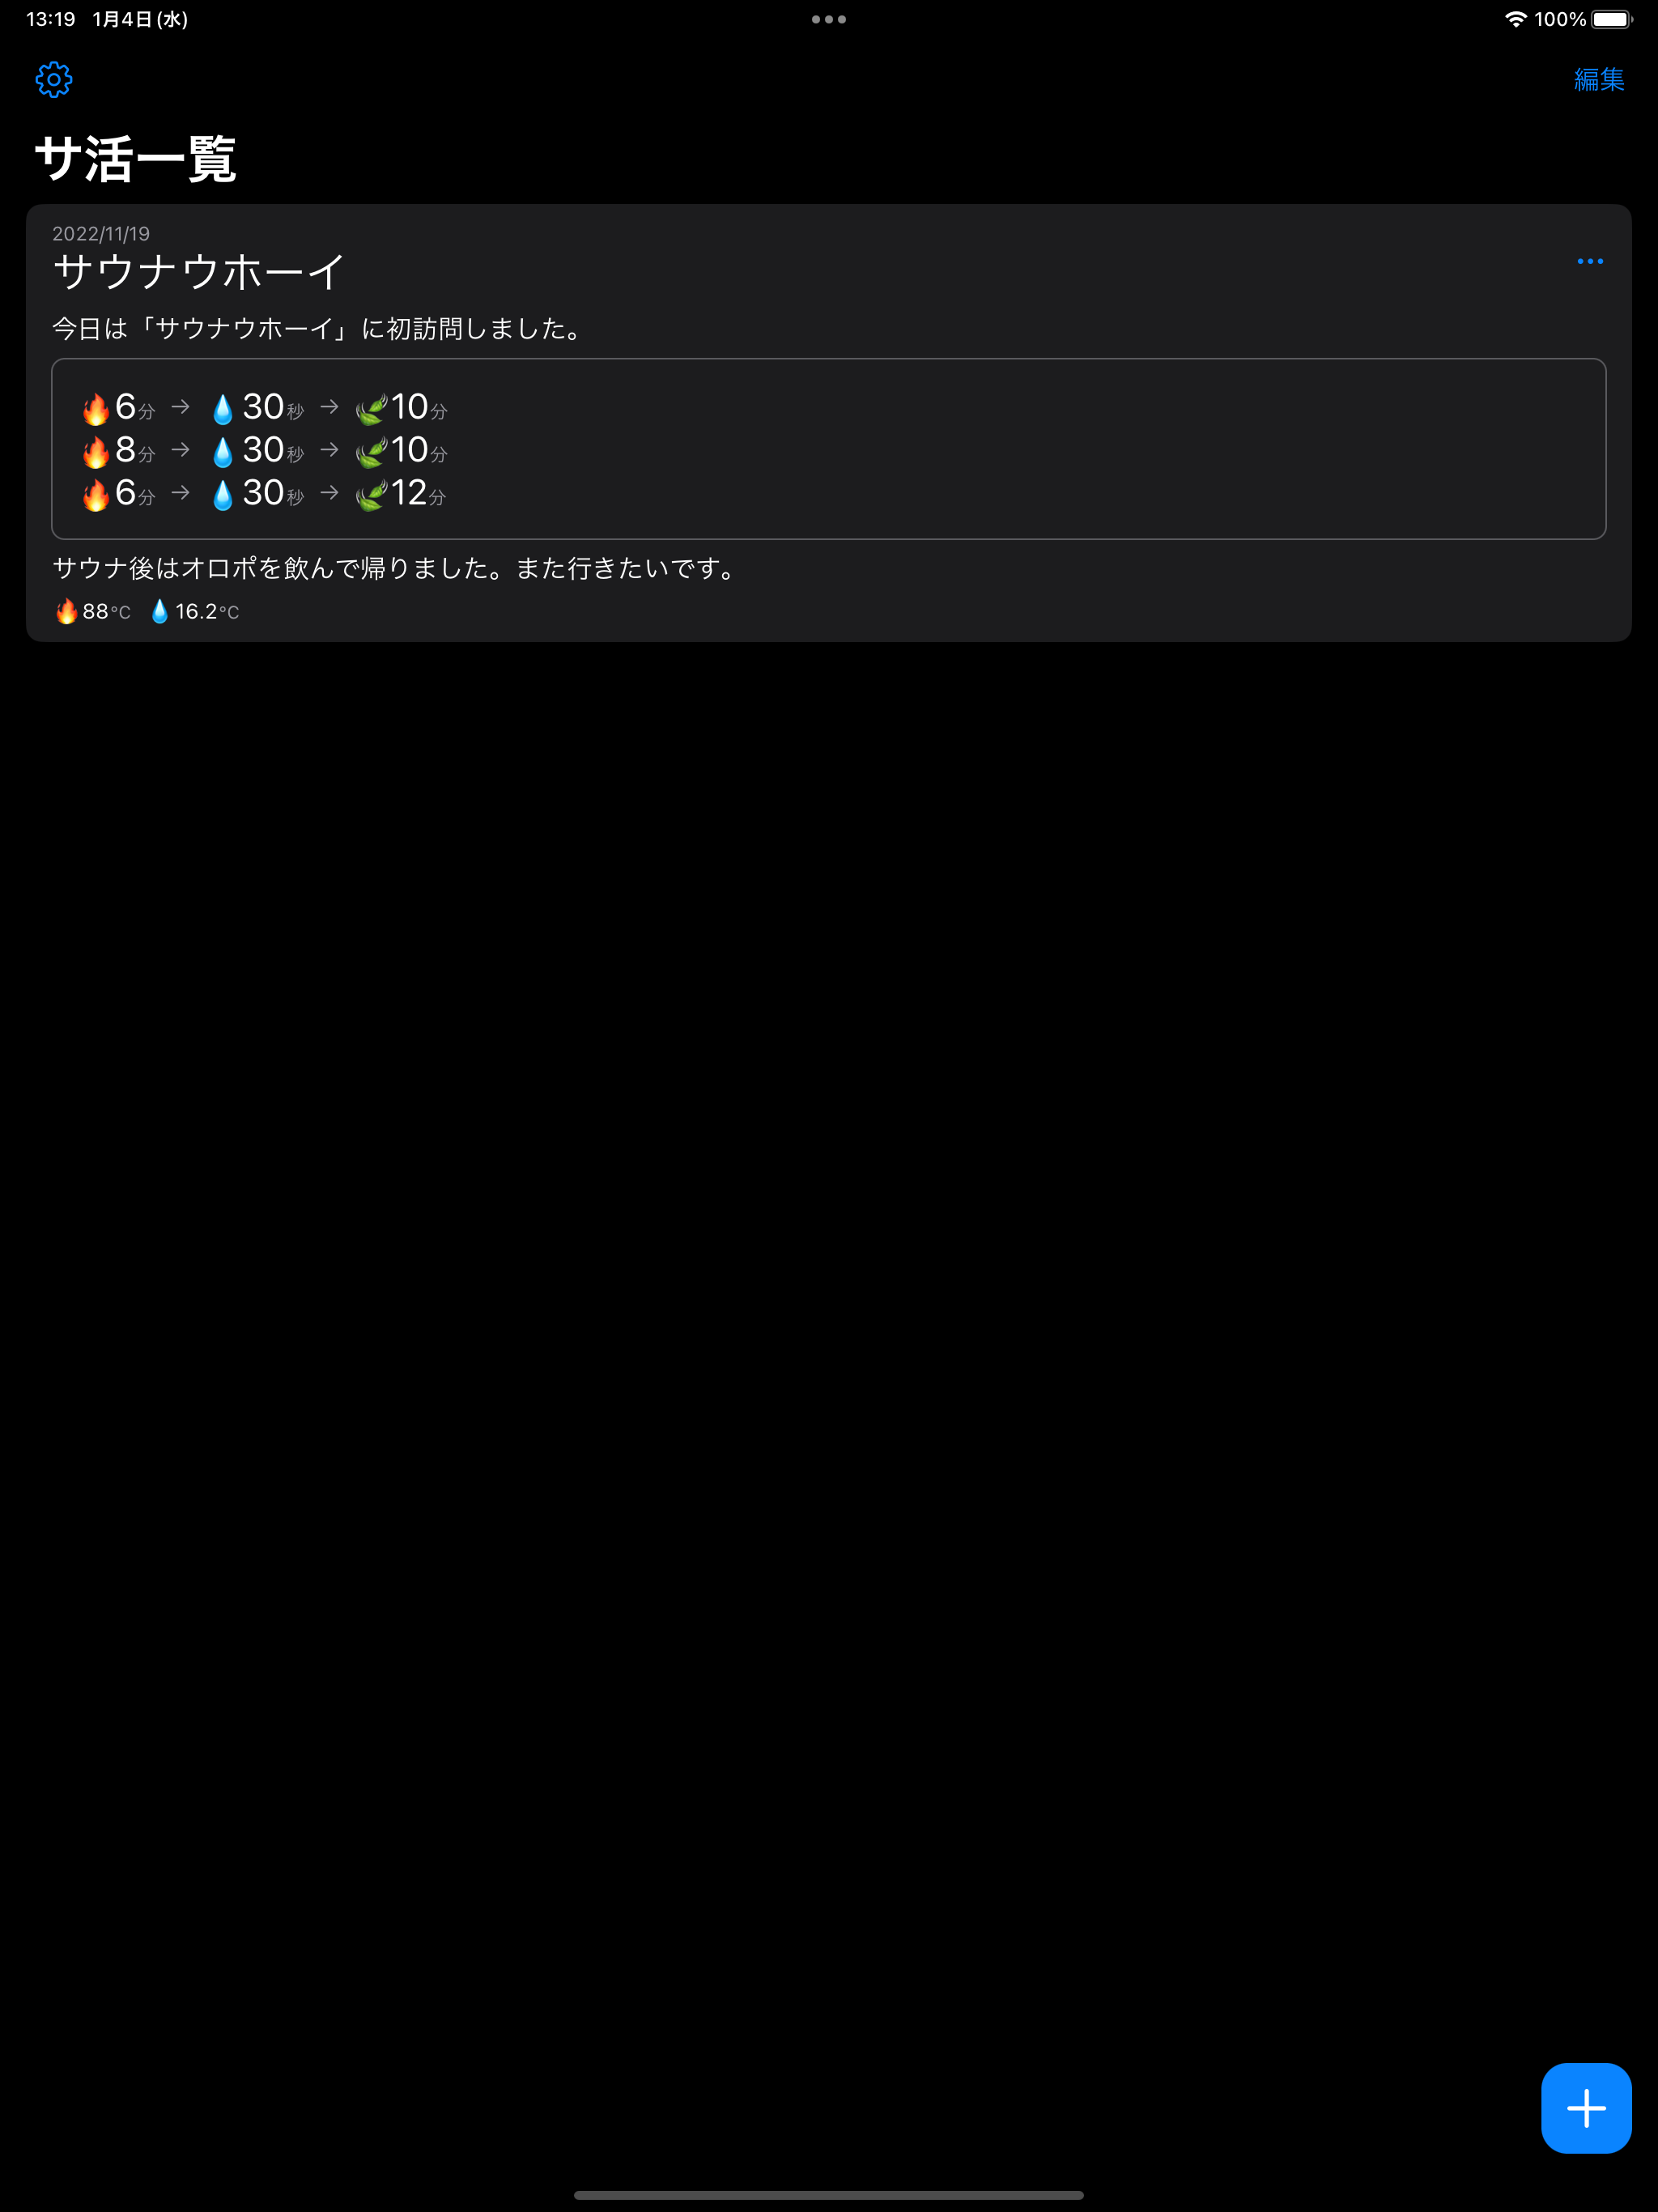 13:19 1月4日(水) 100%
編集
サ活一覧
2022/11/19
サウナウホーイ
今日は「サウナウホーイ」に初訪問しました。
🔥6分 → 💧30秒 → 🍃10分
🔥8分 → 💧30秒 → 🍃10分
🔥6分 → 💧30秒 → 🍃12分
サウナ後はオロポを飲んで帰りました。また行きたいです。
🔥88°C 💧16.2°C